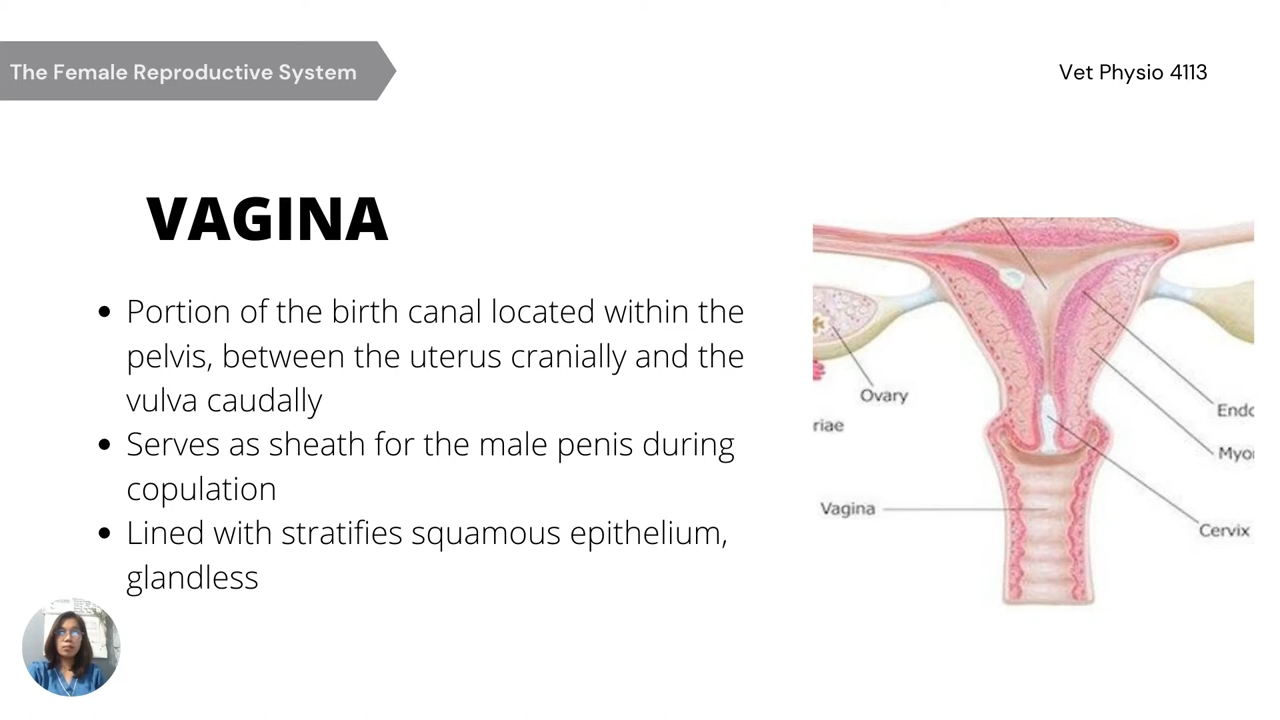 The Female Reproductive System
Vet Physio 4113
VAGINA
• Portion of the birth canal located within the
pelvis, between the uterus cranially and the
vulva caudally
• Serves as sheath for the male penis during
copulation
• Lined with stratifies squamous epithelium,
glandless
Ovary
riae
Endo
Myo
Vagina
Cervix